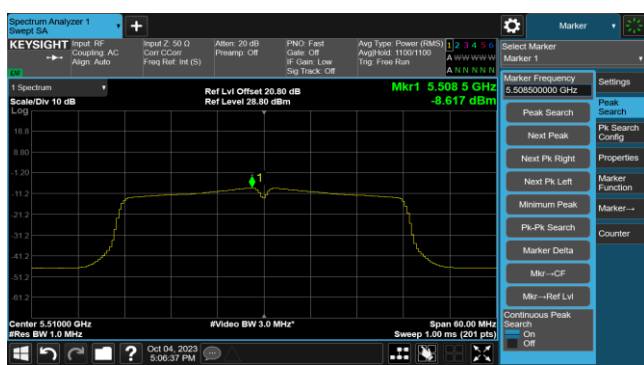 Spectrum Analyzer 1
Swept SA
+
Marker
KEYSIGHT
Input: RF
Coupling: AC
Align: Auto
Input Z: 50 Ω
Corr CCorr
Freq Ref: Int (S)
Atten: 20 dB
Preamp: Off
PNO: Fast
Gate: Off
IF Gain: Low
Sig Track: Off
Avg Type: Power (RMS)
Avg|Hold: 1100/1100
Trig: Free Run
1 2 3 4 5 6
A W W W W W
A N N N N N
Select Marker
Marker 1
1 Spectrum
Scale/Div 10 dB
Log
Ref Lvl Offset 20.80 dB
Ref Level 28.80 dBm
Mkr1 5.508 5 GHz
-8.617 dBm
18.8
8.80
-1.20
-11.2
-21.2
-31.2
-41.2
-51.2
-61.2
1
Center 5.51000 GHz
#Res BW 1.0 MHz
#Video BW 3.0 MHz*
Span 60.00 MHz
Sweep 1.00 ms (201 pts)
Marker Frequency
5.508500000 GHz
Peak Search
Next Peak
Next Pk Right
Next Pk Left
Minimum Peak
Pk-Pk Search
Marker Delta
Mkr→CF
Mkr→Ref Lvl
Continuous Peak
Search
On
Off
Settings
Peak
Search
Pk Search
Config
Properties
Marker
Function
Marker→
Counter
?
Oct 04, 2023
5:06:37 PM